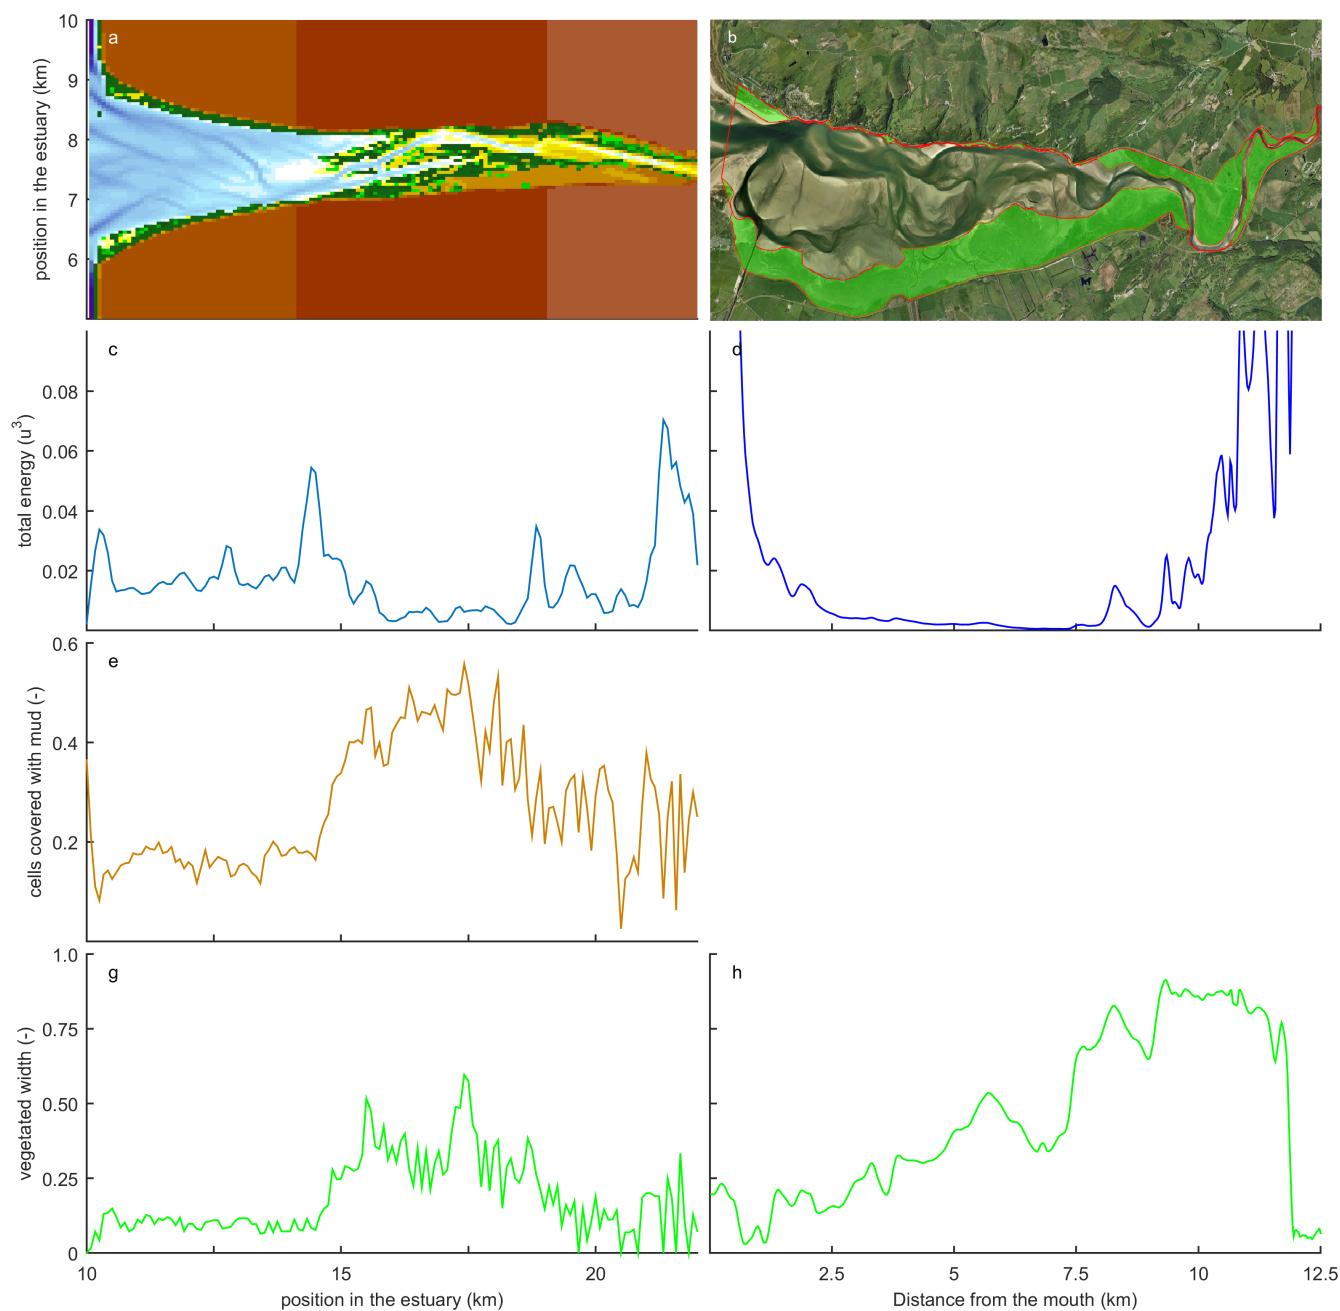 10
a
b
9
8
7
6
position in the estuary (km)
c
d
0.08
0.06
0.04
0.02
total energy (u³)
0.6
e
0.4
0.2
cells covered with mud (-)
1.0
g
h
0.75
0.50
0.25
0
vegetated width (-)
10 15 20
2.5 5 7.5 10 12.5
position in the estuary (km)
Distance from the mouth (km)